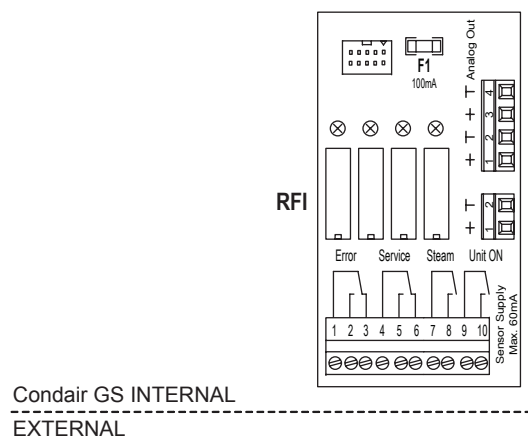 Analog Out
F1
100mA
⊥ 4
+ 3
⊥ 2
+ 1
RFI
⊥ 2
+ 1
Error Service Steam Unit ON
Sensor Supply
Max. 60mA
1 2 3 4 5 6 7 8 9 10
Condair GS INTERNAL
EXTERNAL